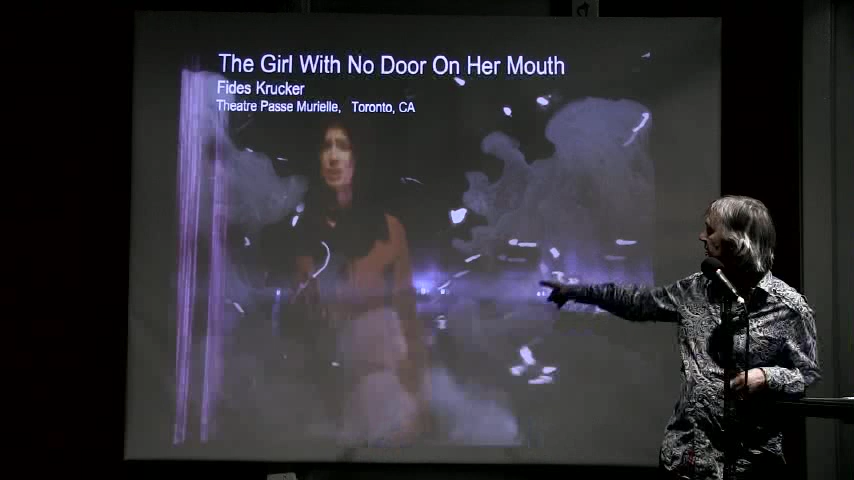 The Girl With No Door On Her Mouth
Fides Krucker
Theatre Passe Murielle, Toronto, CA